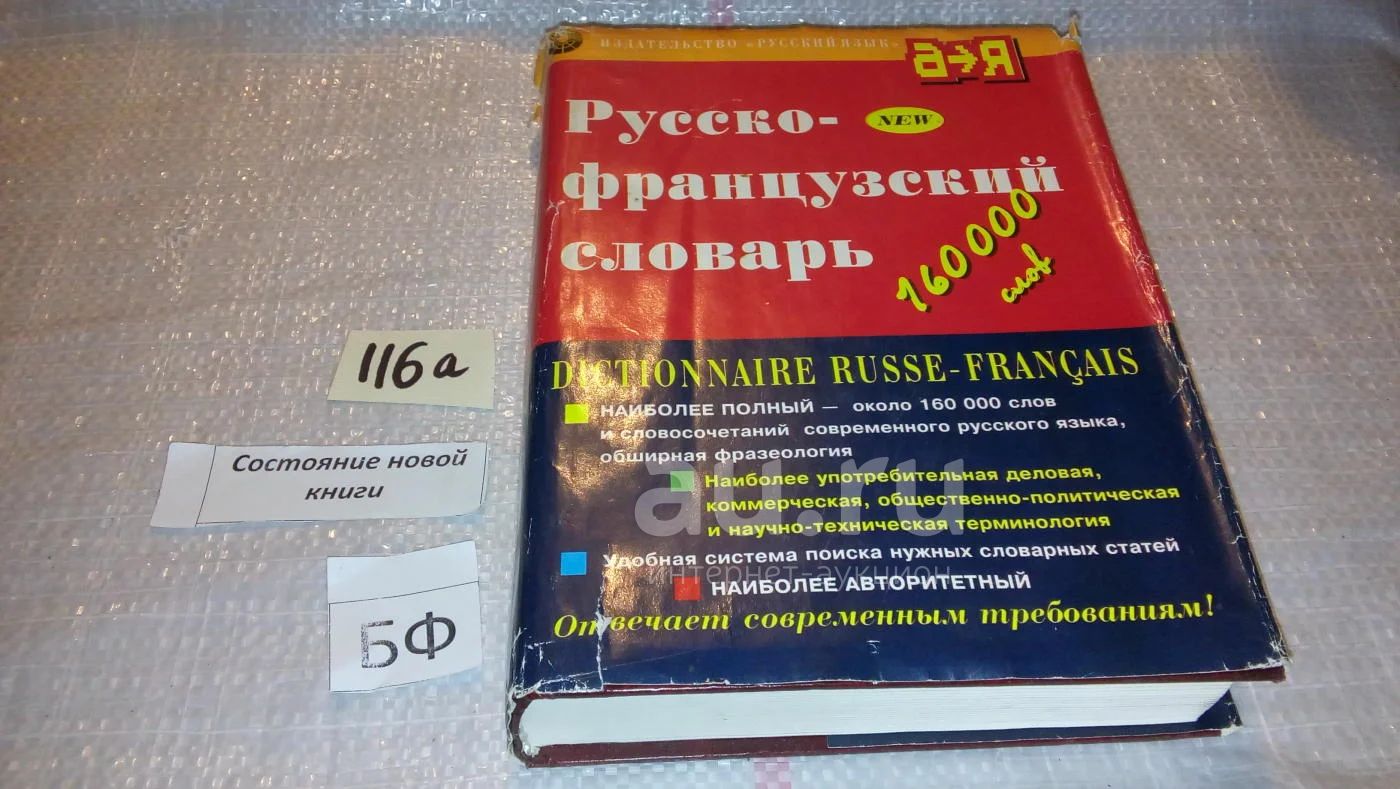 ИЗДАТЕЛЬСТВО «РУССКИЙ ЯЗЫК»
а→Я
Русско-
NEW
французский
словарь
160 000
слов
DICTIONNAIRE RUSSE-FRANÇAIS
НАИБОЛЕЕ ПОЛНЫЙ — около 160 000 слов
и словосочетаний современного русского языка,
обширная фразеология
Наиболее употребительная деловая,
коммерческая, общественно-политическая
и научно-техническая терминология
Удобная система поиска нужных словарных статей
НАИБОЛЕЕ АВТОРИТЕТНЫЙ
Отвечает современным требованиям!
116а
Состояние новой
книги
БФ
au.ru
интернет-аукцион